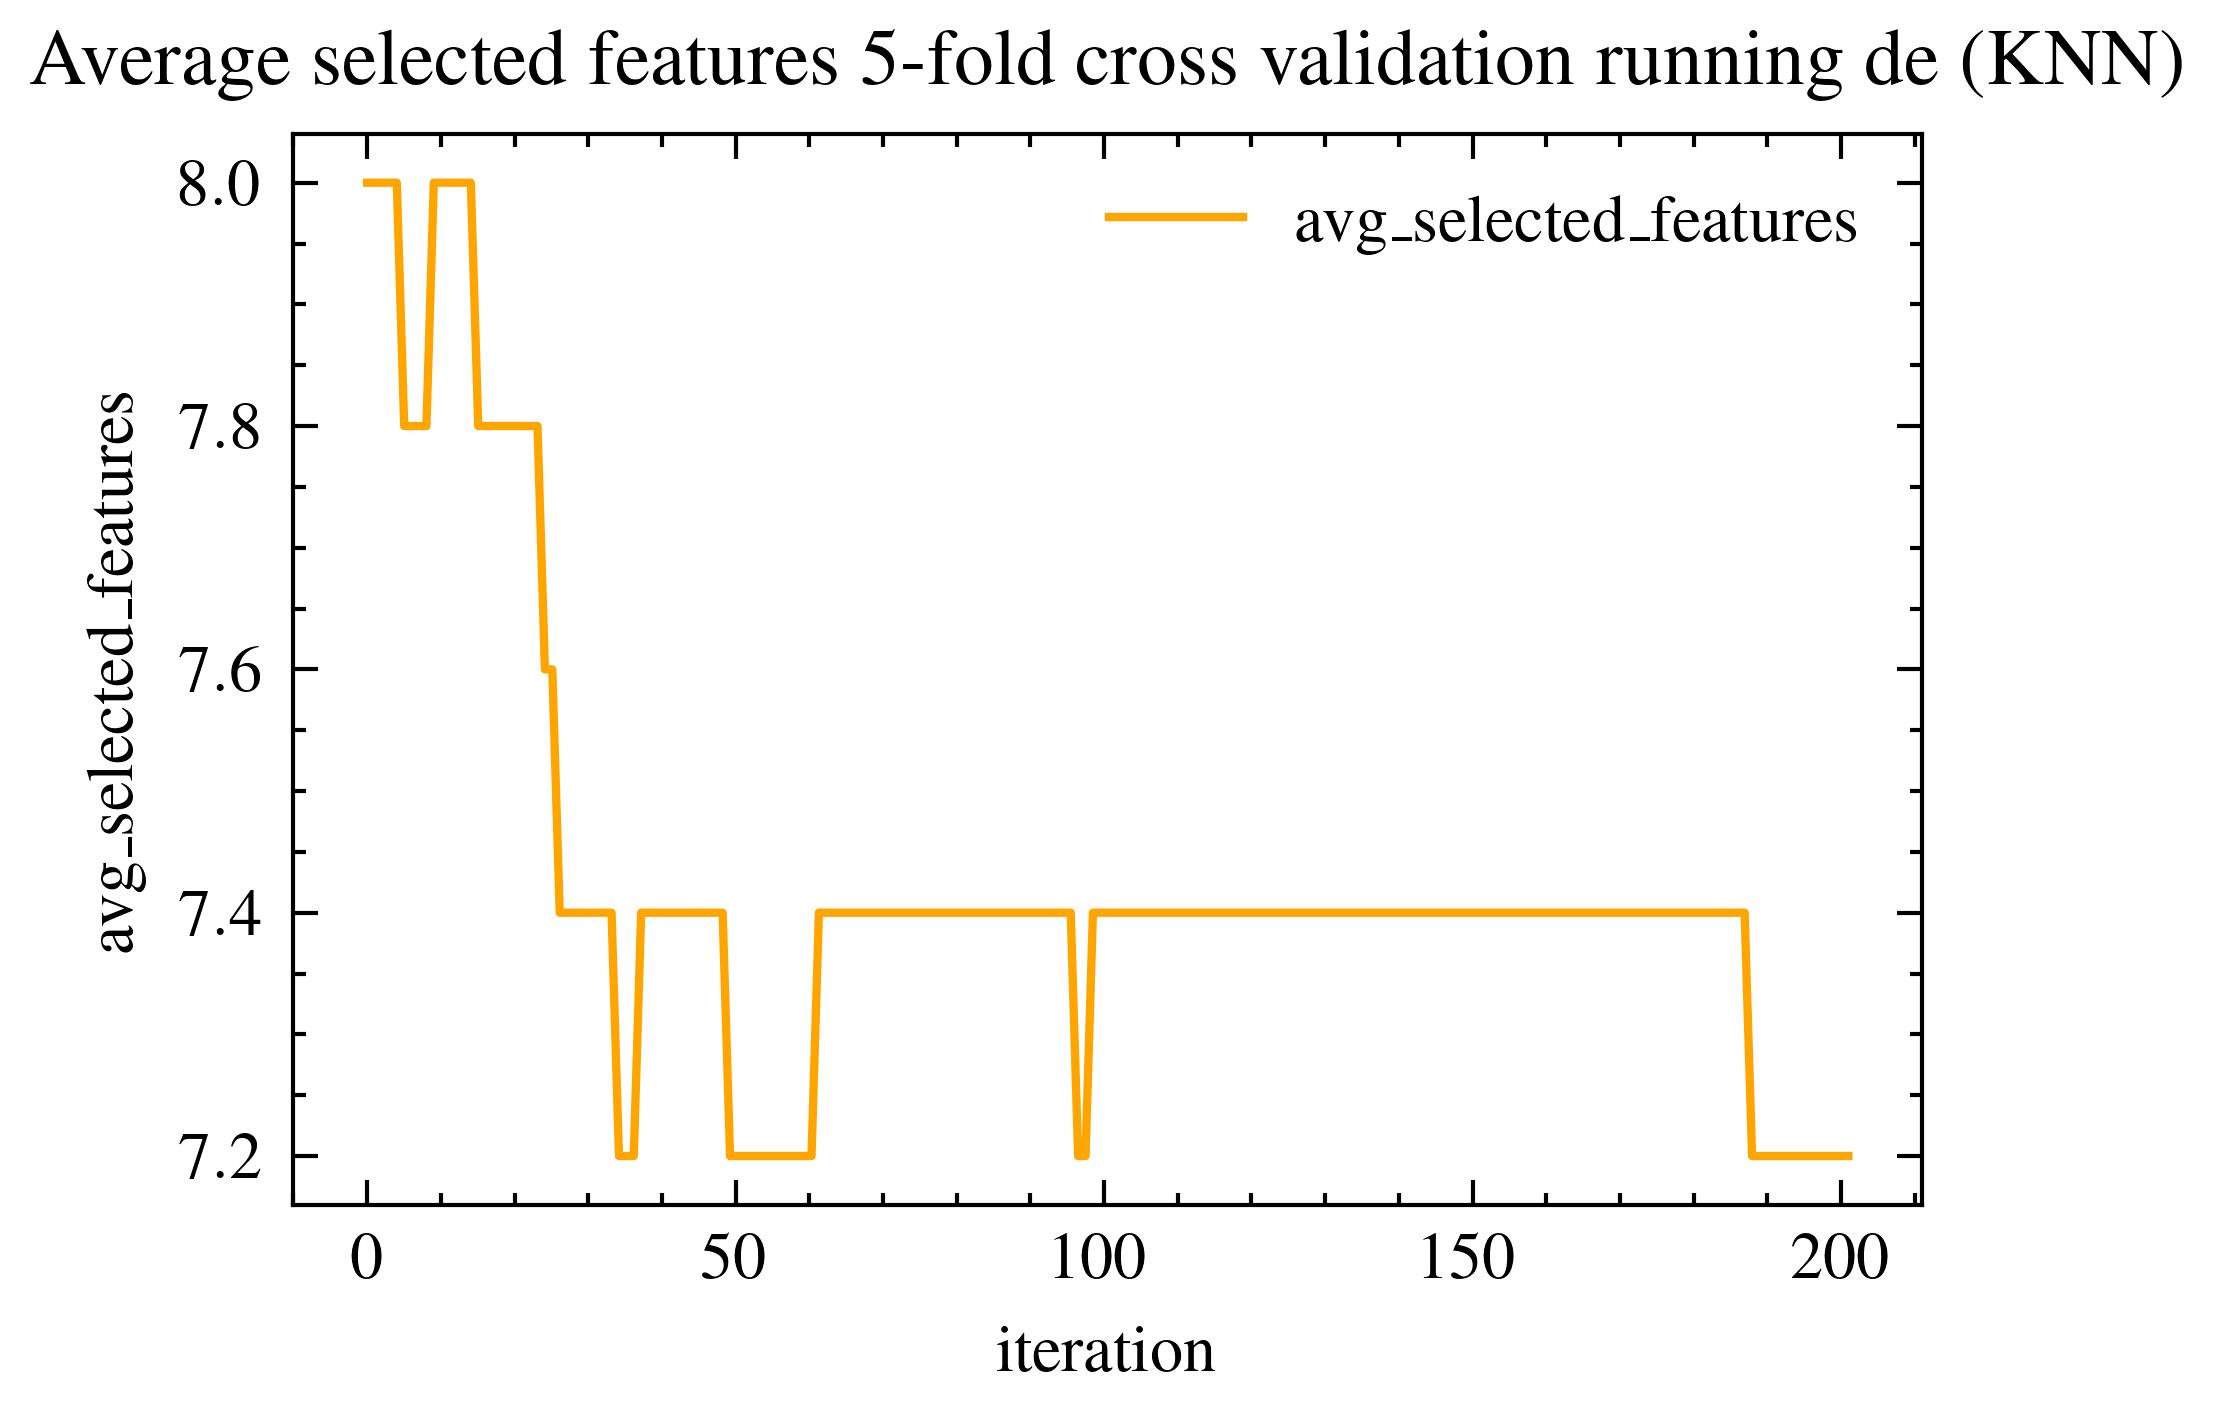 Average selected features 5-fold cross validation running de (KNN)
avg_selected_features
8.0
7.8
7.6
7.4
7.2
avg_selected_features
0 50 100 150 200
iteration